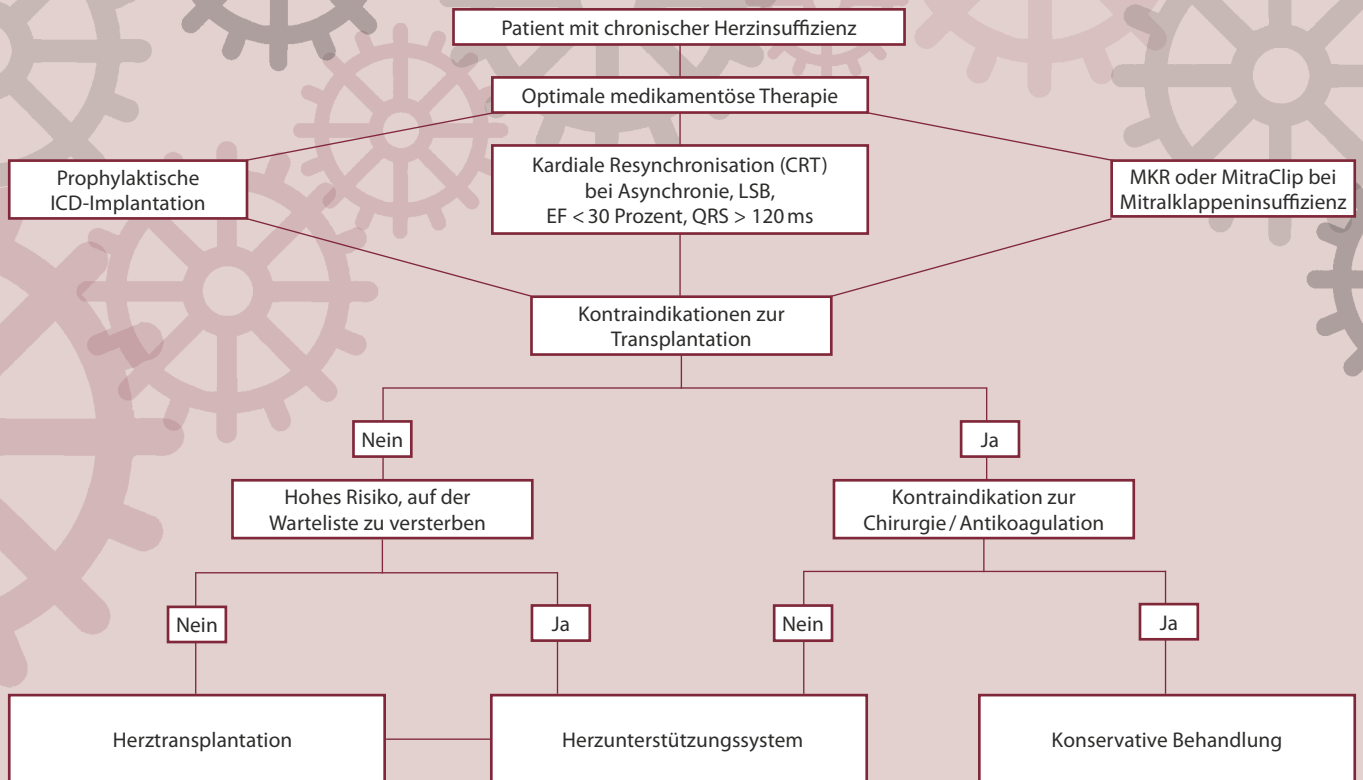 Patient mit chronischer Herzinsuffizienz
Optimale medikamentöse Therapie
Prophylaktische
ICD-Implantation
Kardiale Resynchronisation (CRT)
bei Asynchronie, LSB,
EF < 30 Prozent, QRS > 120 ms
MKR oder MitraClip bei
Mitralklappeninsuffizienz
Kontraindikationen zur
Transplantation
Nein
Ja
Hohes Risiko, auf der
Warteliste zu versterben
Kontraindikation zur
Chirurgie / Antikoagulation
Nein
Ja
Nein
Ja
Herztransplantation
Herzunterstützungssystem
Konservative Behandlung